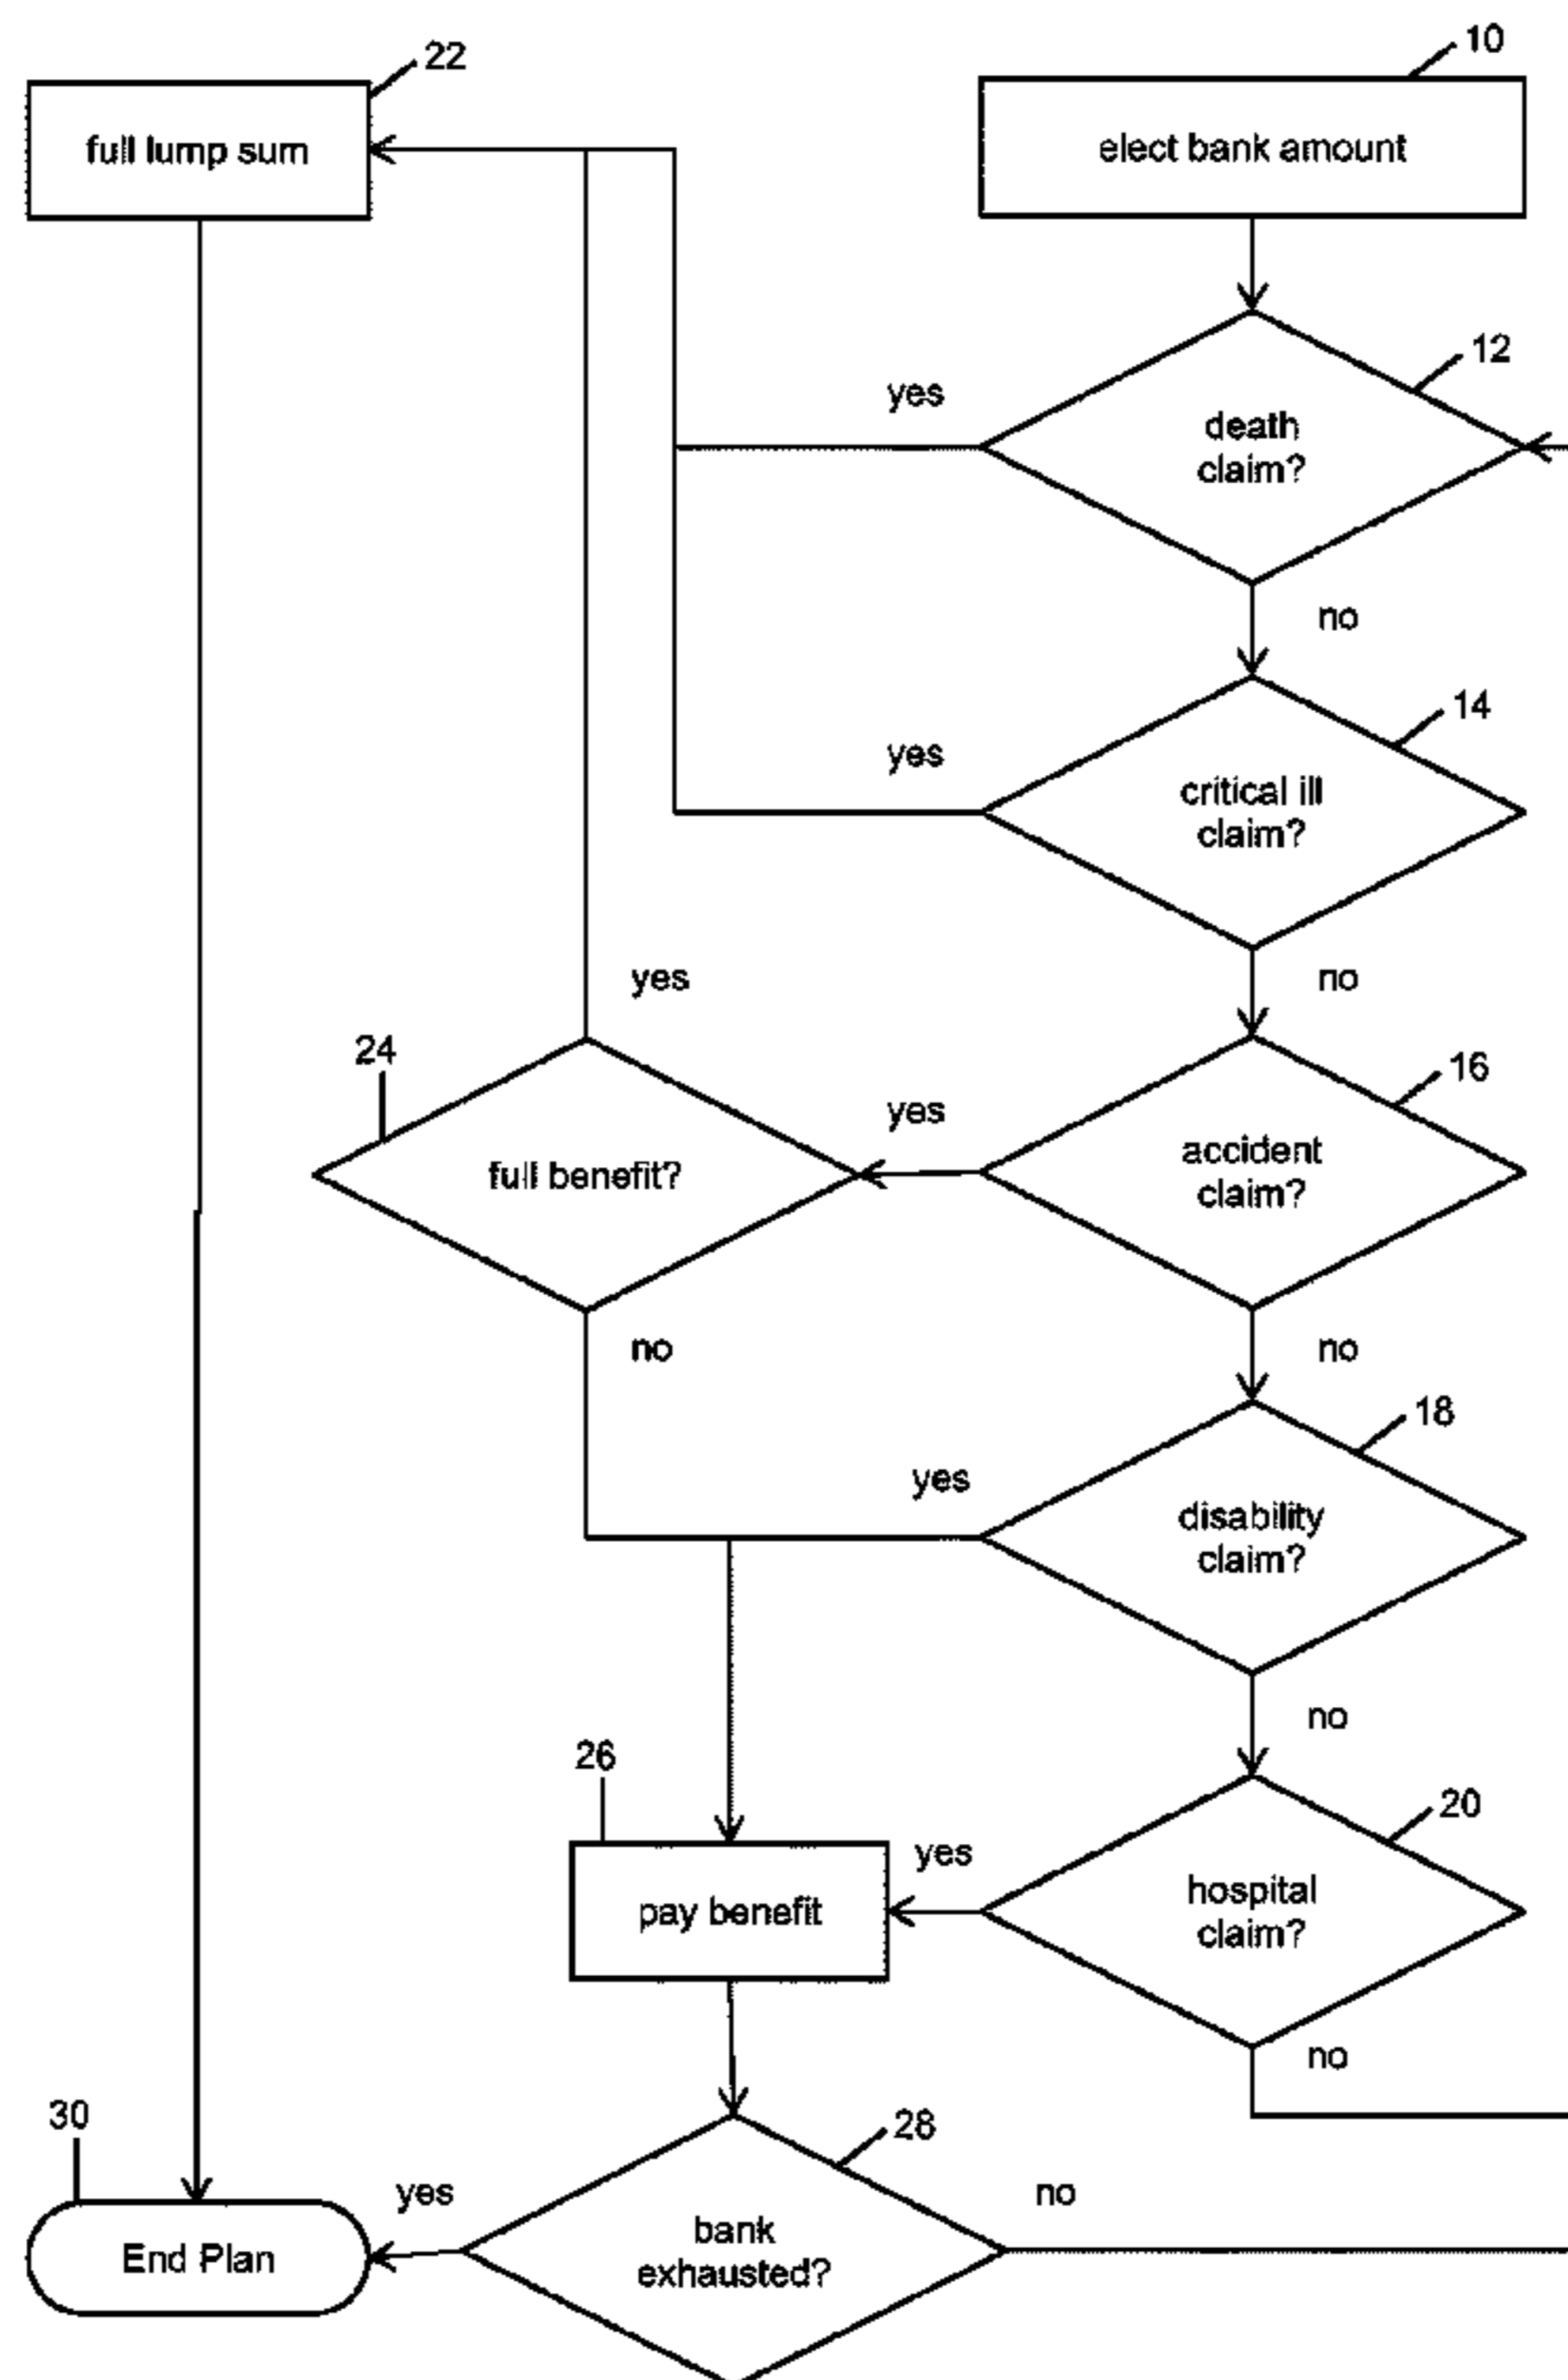 22
10
full lump sum
elect bank amount
12
yes
death
claim?
no
14
yes
critical ill
claim?
no
yes
24
16
yes
full benefit?
accident
claim?
no
no
18
yes
disability
claim?
no
26
20
yes
pay benefit
hospital
claim?
no
30
28
yes
no
End Plan
bank
exhausted?